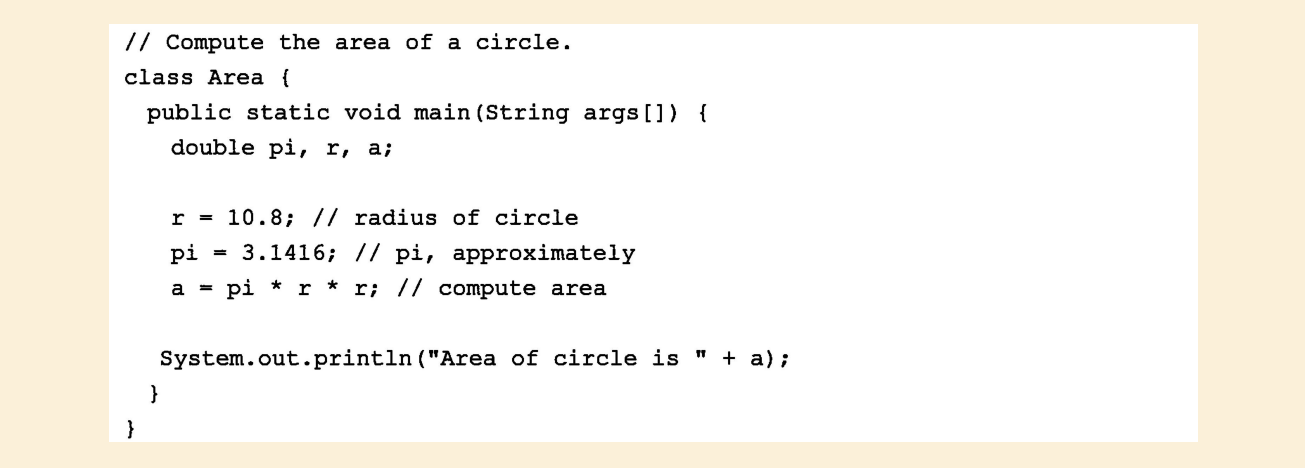 // Compute the area of a circle.
class Area {
  public static void main(String args[]) {
    double pi, r, a;

    r = 10.8; // radius of circle
    pi = 3.1416; // pi, approximately
    a = pi * r * r; // compute area

   System.out.println("Area of circle is " + a);
  }
}